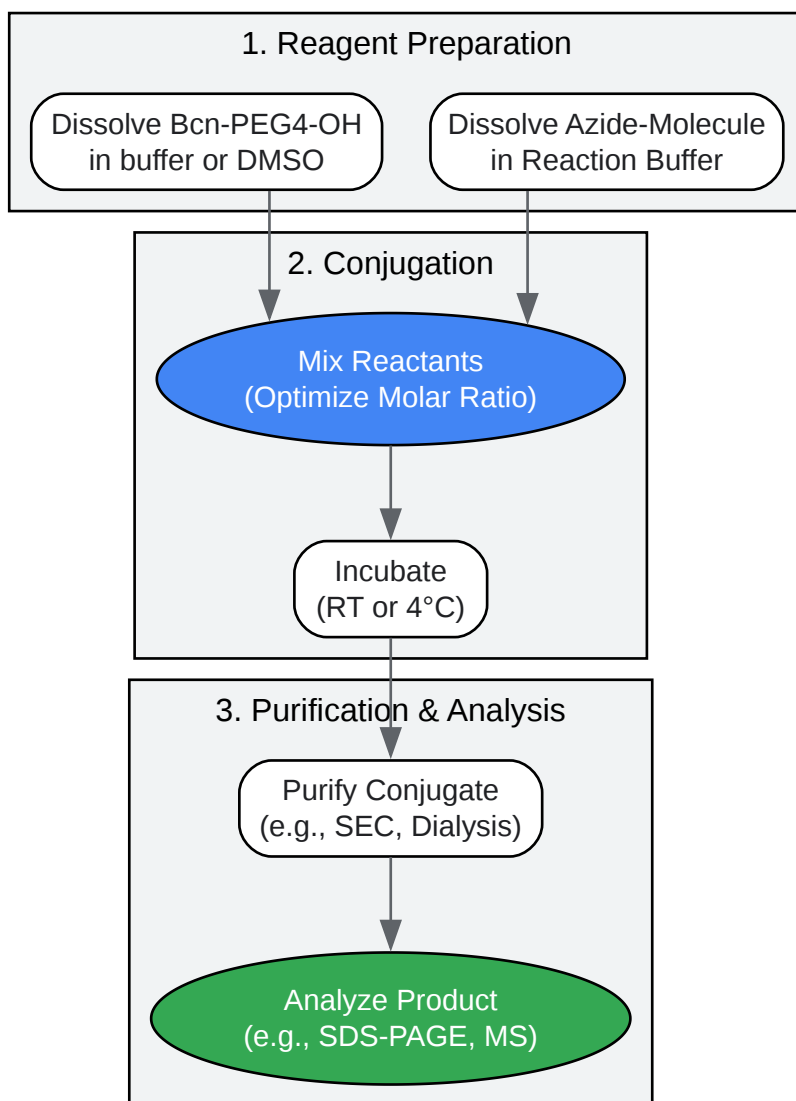 1. Reagent Preparation
Dissolve Bcn-PEG4-OH
in buffer or DMSO
Dissolve Azide-Molecule
in Reaction Buffer
2. Conjugation
Mix Reactants
(Optimize Molar Ratio)
Incubate
(RT or 4°C)
3. Purification & Analysis
Purify Conjugate
(e.g., SEC, Dialysis)
Analyze Product
(e.g., SDS-PAGE, MS)